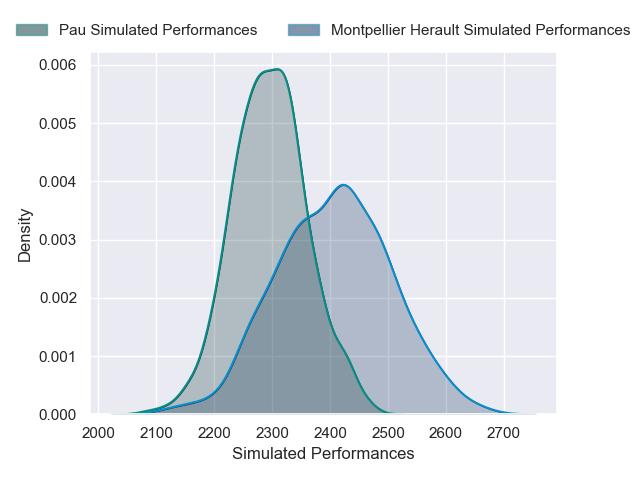 Pau Simulated Performances
Montpellier Herault Simulated Performances
0.006
0.005
0.004
0.003
0.002
0.001
0.000
Density
2000 2100 2200 2300 2400 2500 2600 2700
Simulated Performances